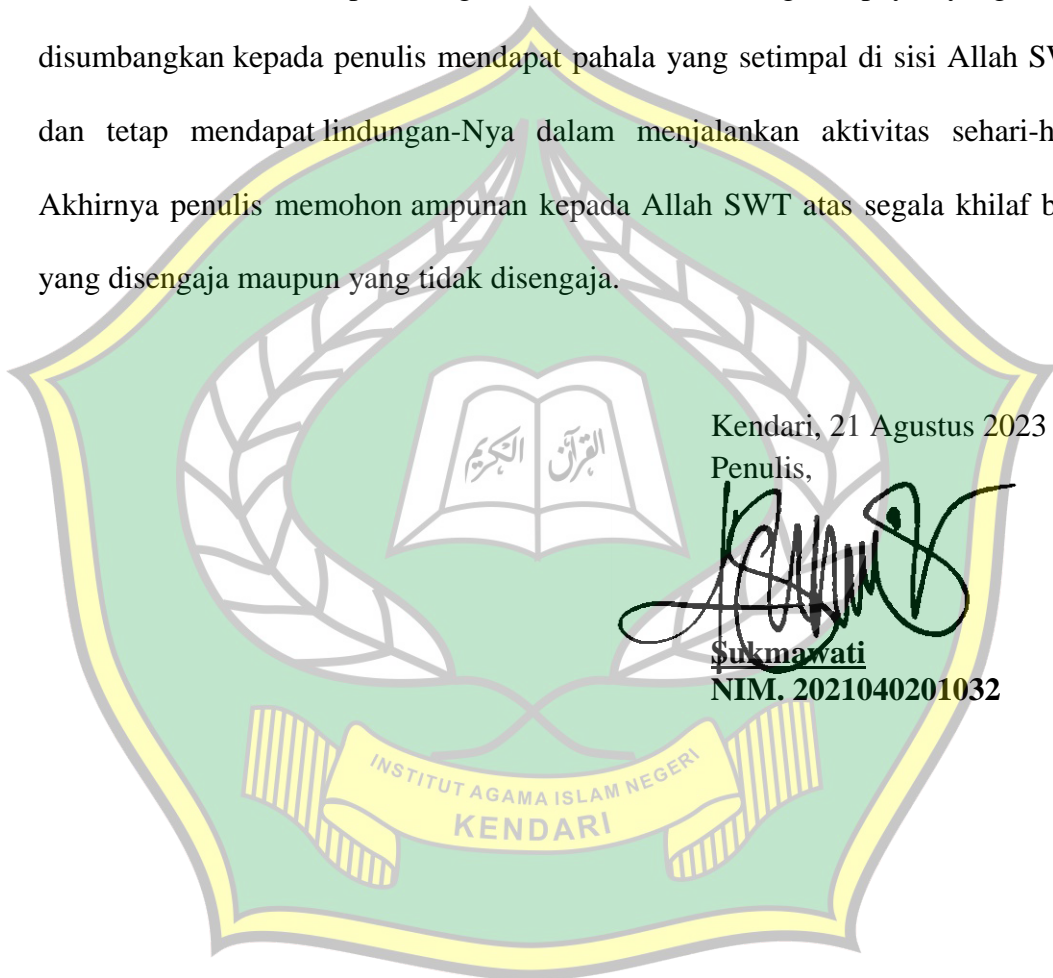 disumbangkan kepada penulis mendapat pahala yang setimpal di sisi Allah
dan tetap mendapat lindungan-Nya dalam menjalankan aktivitas
Akhirnya penulis memohon ampunan kepada Allah SWT atas segala khilaf
yang disengaja maupun yang tidak disengaja.
القرآن الكريم
Kendari, 21 Agustus 2023
Penulis,
Sukmawati
NIM. 2021040201032
INSTITUT AGAMA ISLAM NEGERI
KENDARI